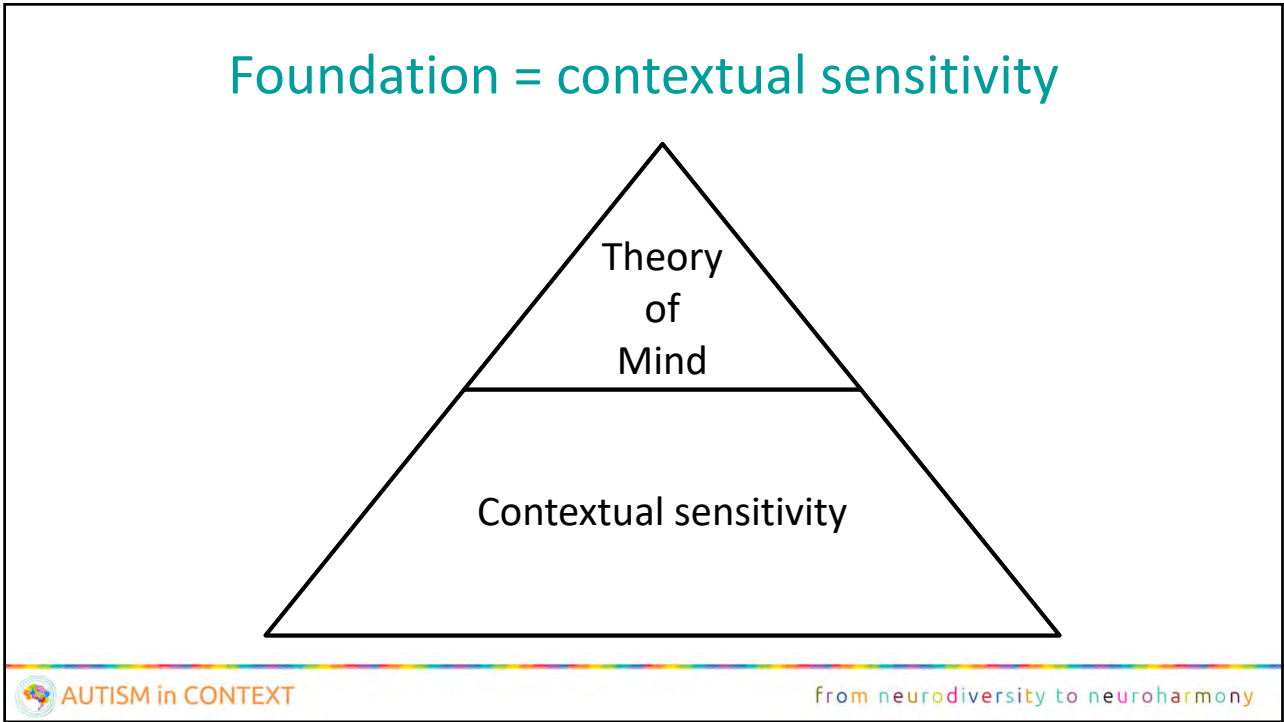 Foundation = contextual sensitivity
Theory
of
Mind
Contextual sensitivity
AUTISM in CONTEXT
from neurodiversity to neuroharmony